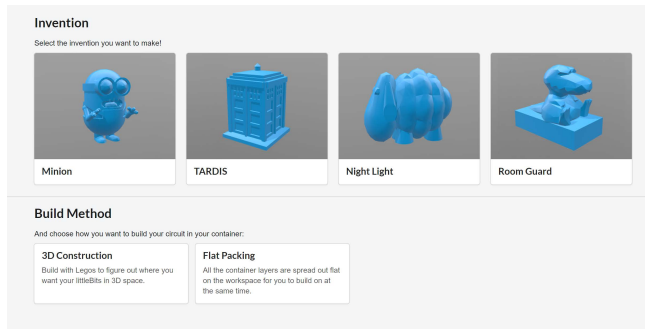 Invention
Select the invention you want to make!
Minion
TARDIS
Night Light
Room Guard
Build Method
And choose how you want to build your circuit in your container:
3D Construction
Build with Legos to figure out where you
want your littleBits in 3D space.
Flat Packing
All the container layers are spread out flat
on the workspace for you to build on at
the same time.